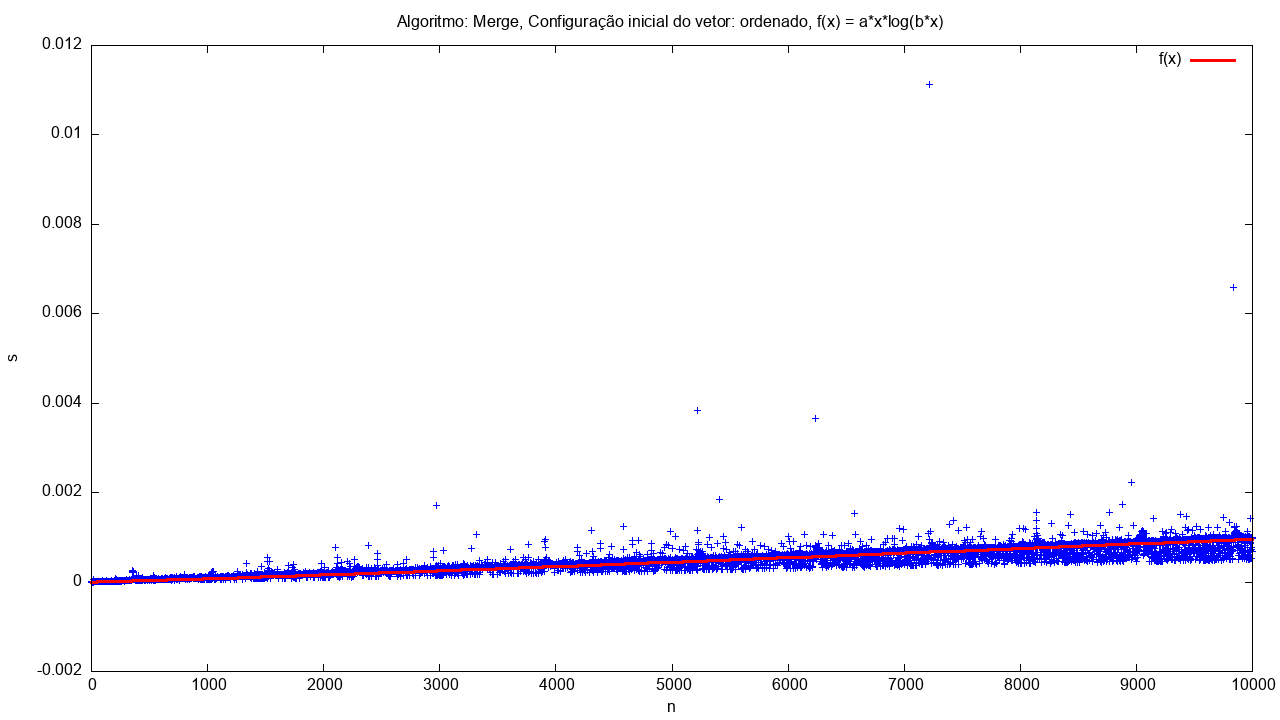 Algoritmo: Merge, Configuração inicial do vetor: ordenado, f(x) = a*x*log(b*x)
f(x)
0.012
0.01
0.008
0.006
0.004
0.002
0
-0.002
s
0 1000 2000 3000 4000 5000 6000 7000 8000 9000 10000
n